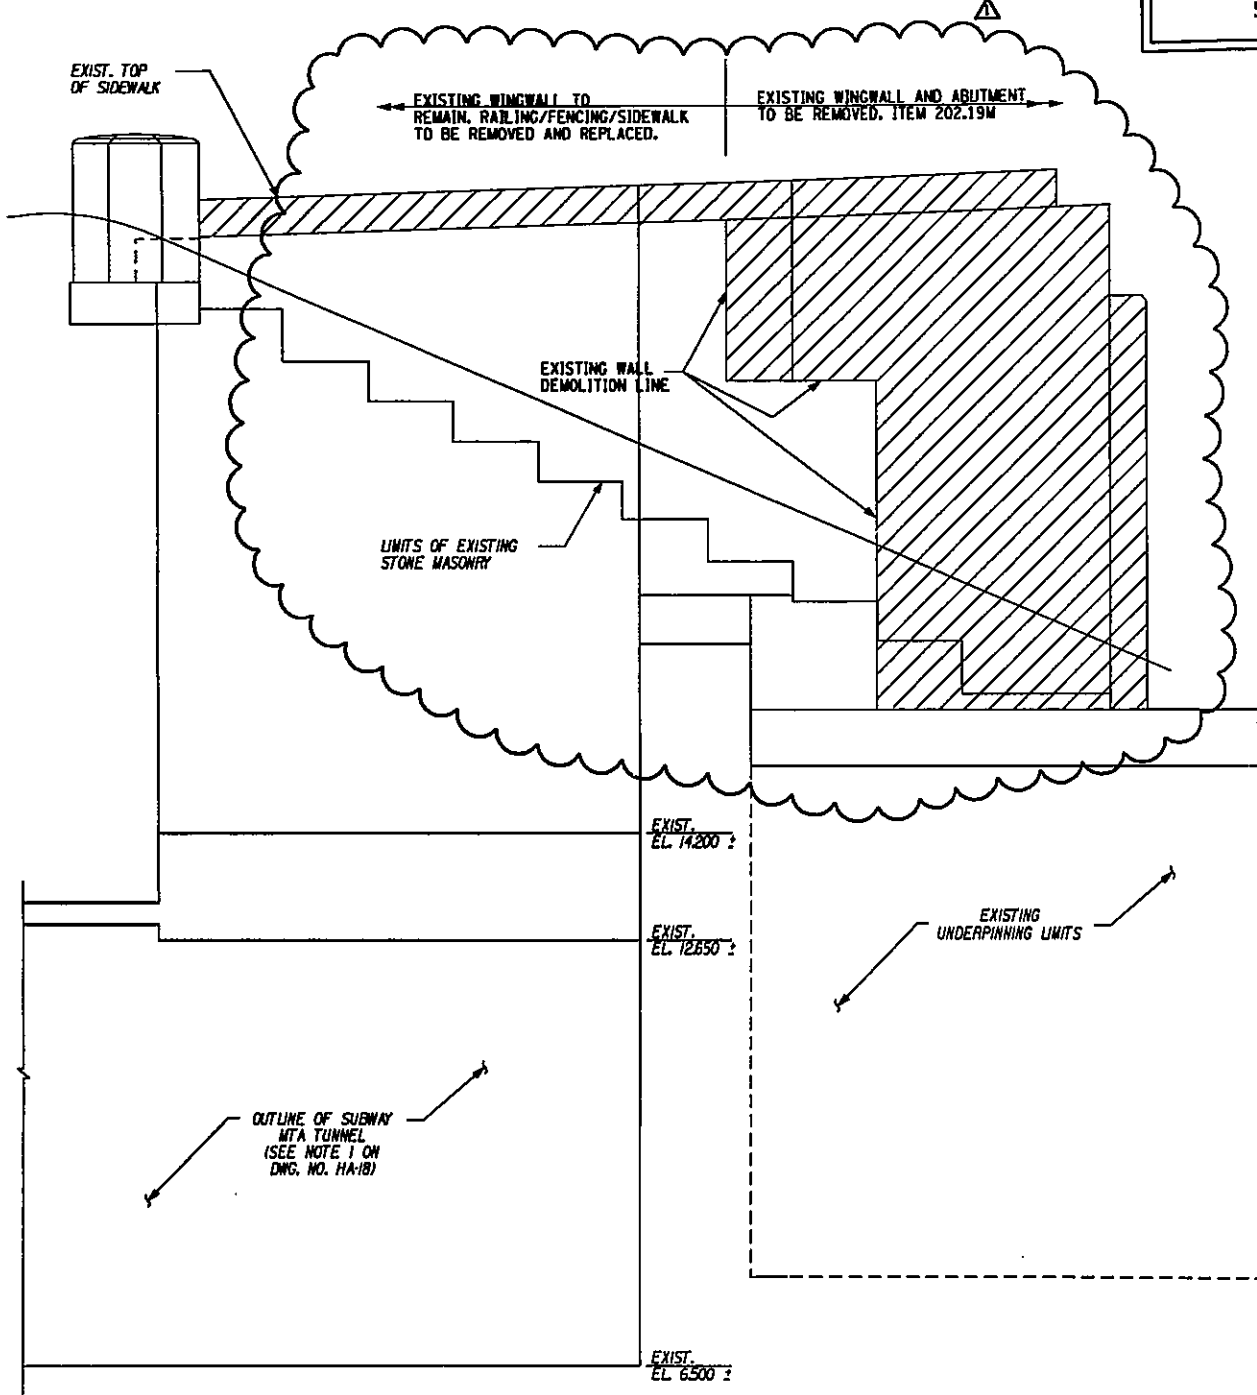 1
EXIST. TOP
OF SIDEWALK
EXISTING WINGWALL TO
REMAIN. RAILING/FENCING/SIDEWALK
TO BE REMOVED AND REPLACED.
EXISTING WINGWALL AND ABUTMENT
TO BE REMOVED. ITEM 202.19M
EXISTING WALL
DEMOLITION LINE
LIMITS OF EXISTING
STONE MASONRY
EXIST.
EL. 14.200 ±
EXISTING
UNDERPINNING LIMITS
EXIST.
EL. 12.650 ±
OUTLINE OF SUBWAY
MTA TUNNEL
(SEE NOTE 1 ON
DWG. NO. HA-18)
EXIST.
EL. 6.500 ±